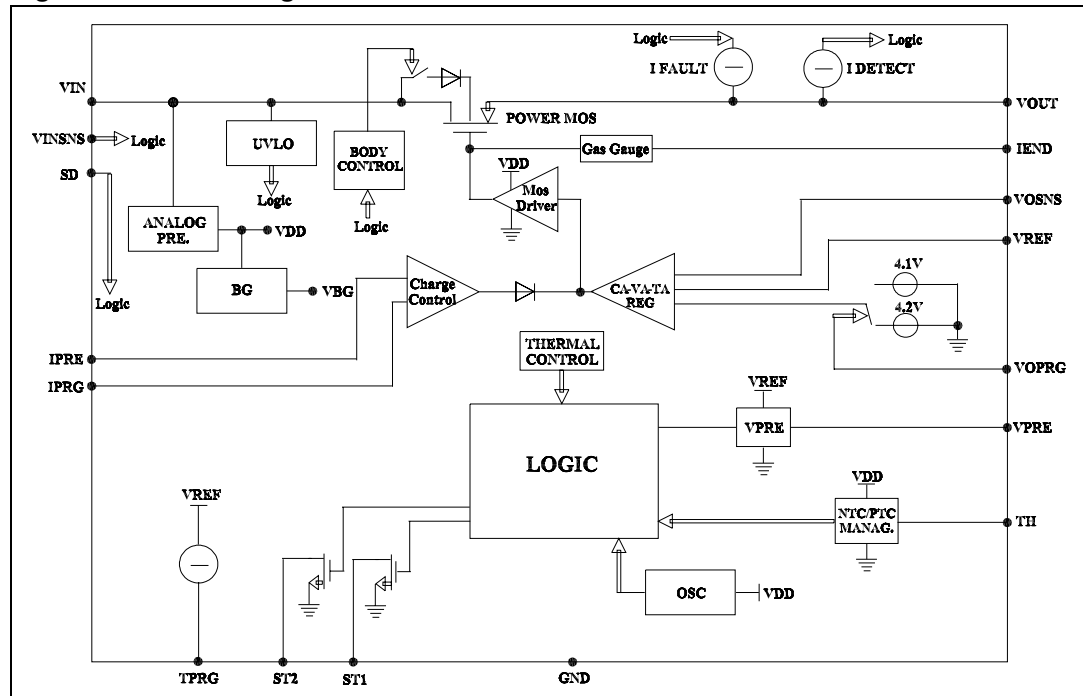 Logic
I FAULT
Logic
I DETECT
VIN
VOUT
POWER MOS
VINSNS
Logic
UVLO
BODY
CONTROL
Gas Gauge
IEND
SD
VDD
Mos
Driver
Logic
VOSNS
ANALOG
PRE.
VDD
Logic
VREF
BG
VBG
Charge
Control
CA-VA-TA
REG
4.1V
4.2V
Logic
IPRE
IPRG
THERMAL
CONTROL
VOPRG
VREF
VPRE
VPRE
LOGIC
VREF
VDD
NTC/PTC
MANAG.
TH
OSC
VDD
TPRG
ST2
ST1
GND